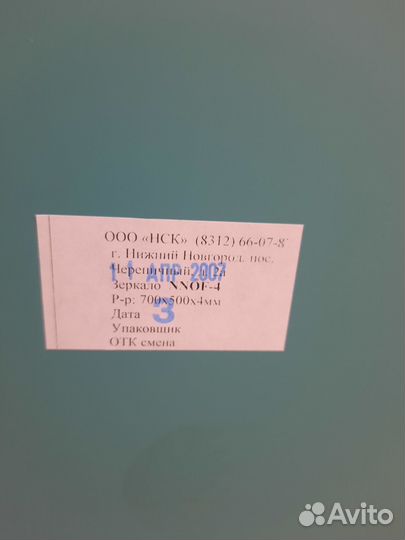 ООО «НСК» (8312) 66-07-8
г. Нижний Новгород, пос.
Черепичный, д.2а
11 АПР 2007
Зеркало NNOF-4
Р-р: 700х500х4мм
Дата
3
Упаковщик
ОТК смена
Avito